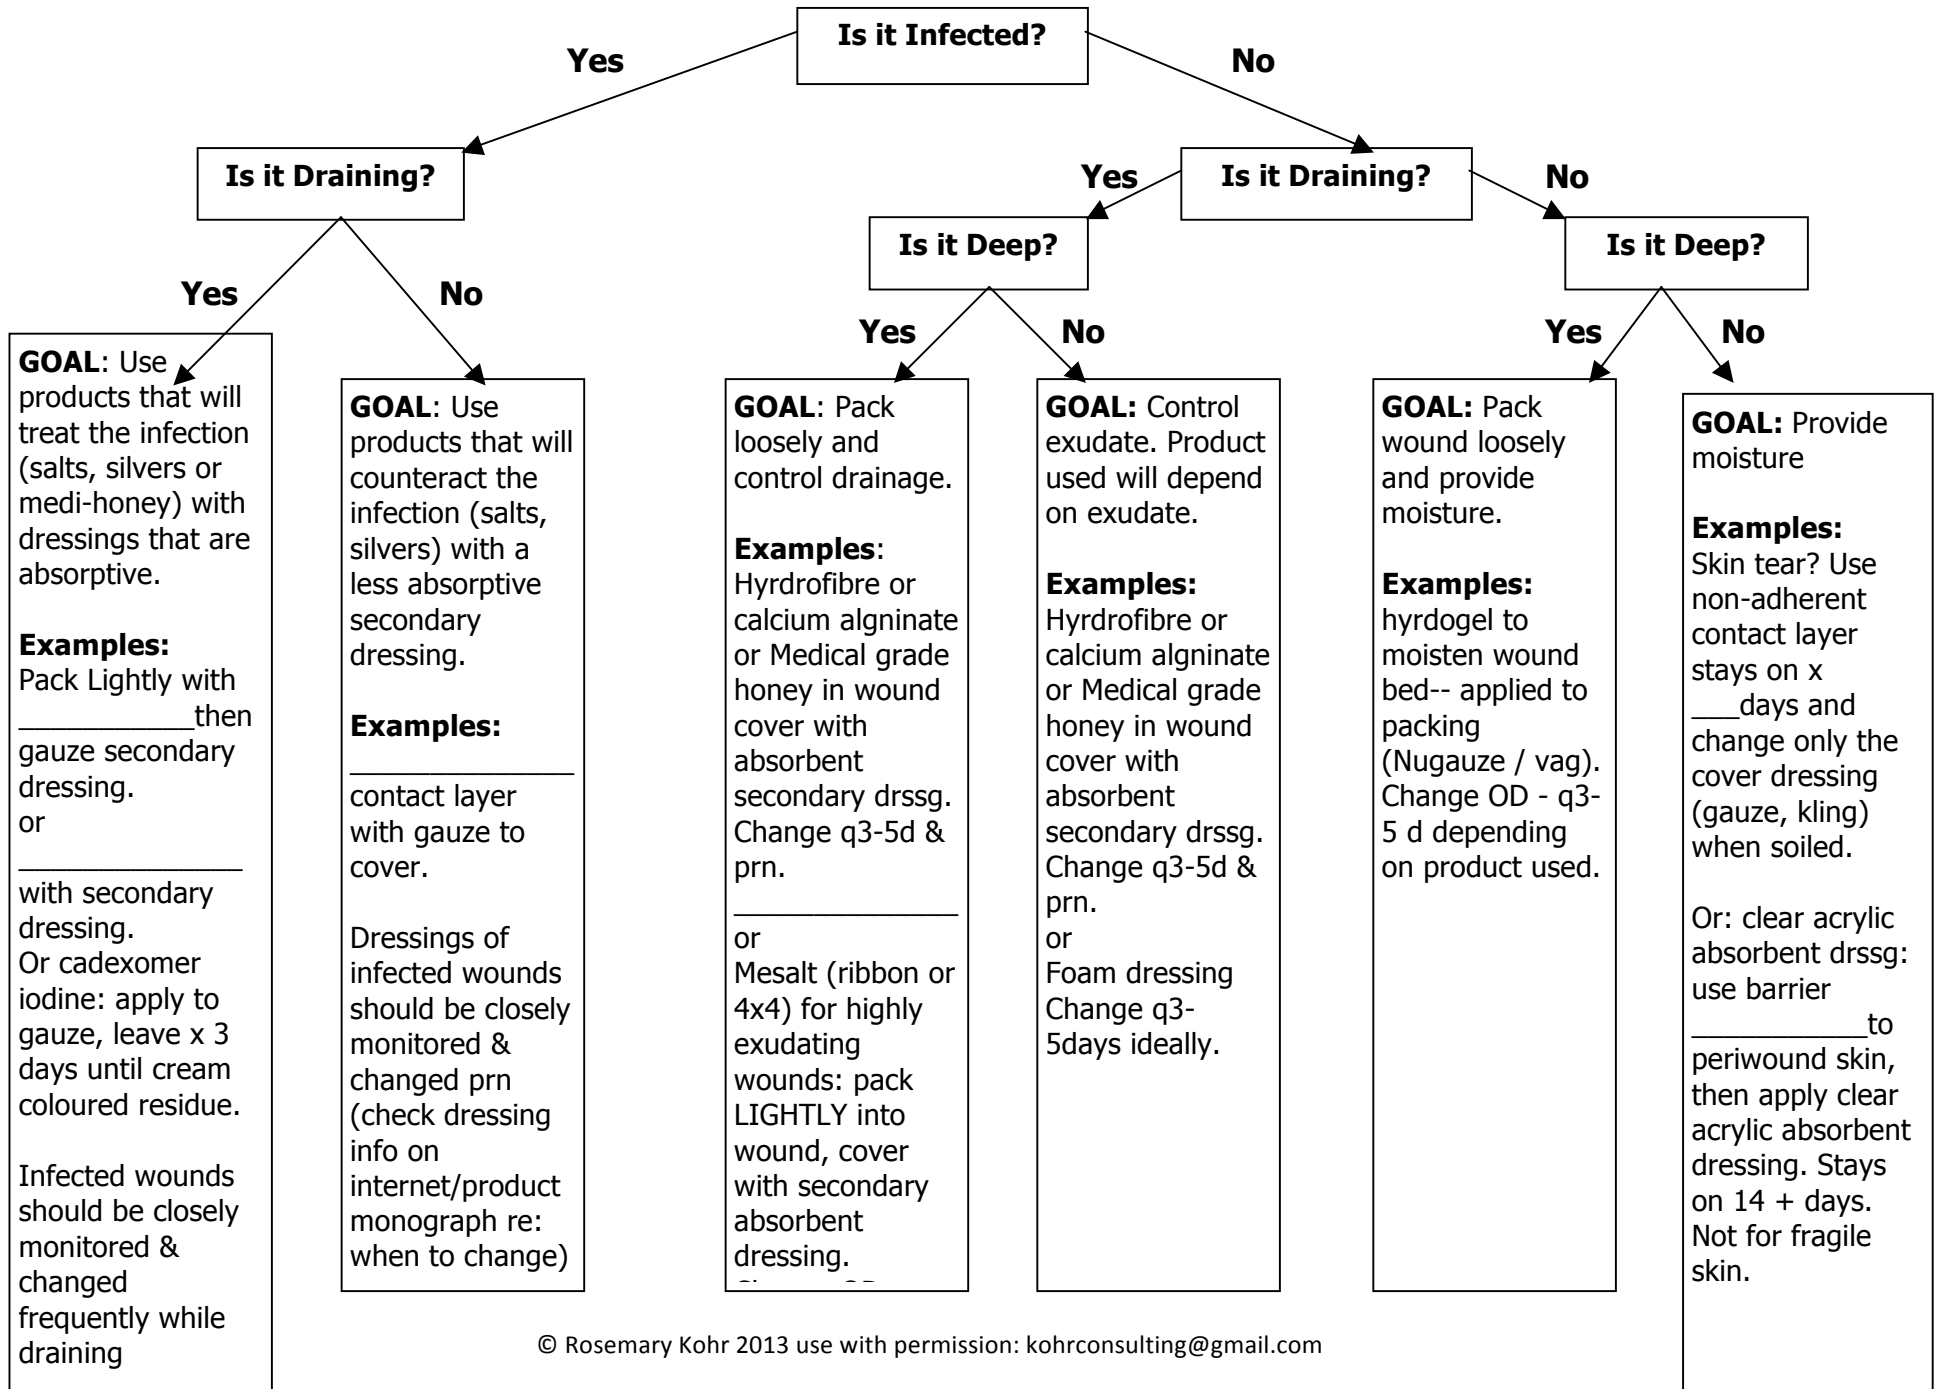 Is it Infected?
Yes
No
Is it Draining?
Yes
Is it Draining?
No
Is it Deep?
Is it Deep?
Yes
No
Yes
No
Yes
No
GOAL: Use
products that will
treat the infection
(salts, silvers or
medi-honey) with
dressings that are
absorptive.
Examples:
Pack Lightly with
___________then
gauze secondary
dressing.
or
______________
with secondary
dressing.
Or cadexomer
iodine: apply to
gauze, leave x 3
days until cream
coloured residue.
Infected wounds
should be closely
monitored &
changed
frequently while
draining
GOAL: Use
products that will
counteract the
infection (salts,
silvers) with a
less absorptive
secondary
dressing.
Examples:
______________
contact layer
with gauze to
cover.
Dressings of
infected wounds
should be closely
monitored &
changed prn
(check dressing
info on
internet/product
monograph re:
when to change)
GOAL: Pack
loosely and
control drainage.
Examples:
Hyrdrofibre or
calcium algninate
or Medical grade
honey in wound
cover with
absorbent
secondary drssg.
Change q3-5d &
prn.
______________
or
Mesalt (ribbon or
4x4) for highly
exudating
wounds: pack
LIGHTLY into
wound, cover
with secondary
absorbent
dressing.
GOAL: Control
exudate. Product
used will depend
on exudate.
Examples:
Hyrdrofibre or
calcium algninate
or Medical grade
honey in wound
cover with
absorbent
secondary drssg.
Change q3-5d &
prn.
or
Foam dressing
Change q3-
5days ideally.
GOAL: Pack
wound loosely
and provide
moisture.
Examples:
hyrdogel to
moisten wound
bed-- applied to
packing
(Nugauze / vag).
Change OD - q3-
5 d depending
on product used.
GOAL: Provide
moisture
Examples:
Skin tear? Use
non-adherent
contact layer
stays on x
___days and
change only the
cover dressing
(gauze, kling)
when soiled.
Or: clear acrylic
absorbent drssg:
use barrier
___________to
periwound skin,
then apply clear
acrylic absorbent
dressing. Stays
on 14 + days.
Not for fragile
skin.
© Rosemary Kohr 2013 use with permission: kohrconsulting@gmail.com